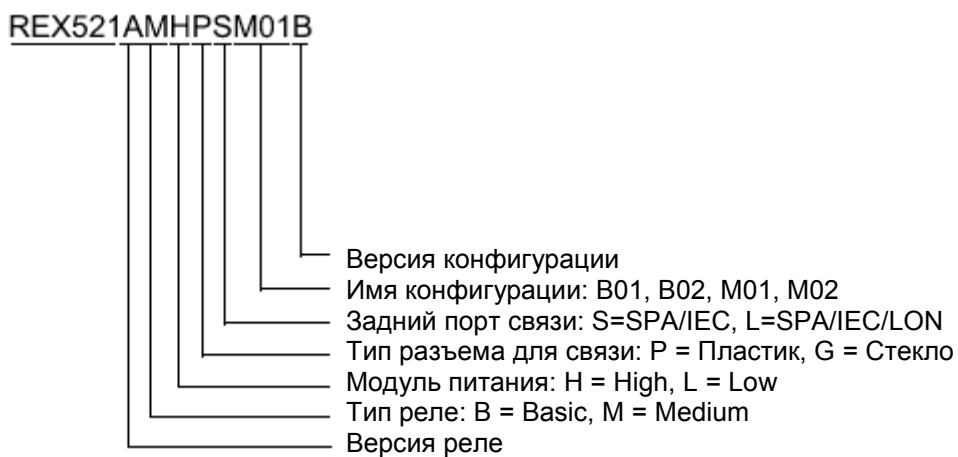 REX521AMHPSM01B
Версия конфигурации
Имя конфигурации: B01, B02, M01, M02
Задний порт связи: S=SPA/IEC, L=SPA/IEC/LON
Тип разъема для связи: P = Пластик, G = Стекло
Модуль питания: H = High, L = Low
Тип реле: B = Basic, M = Medium
Версия реле